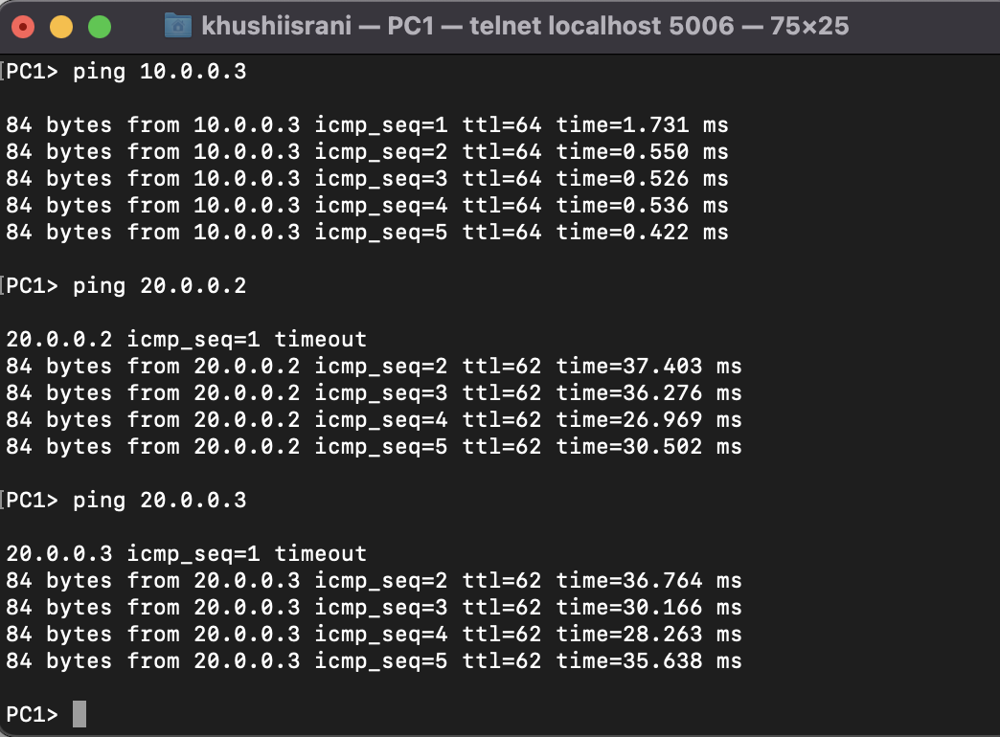 khushiisrani — PC1 — telnet localhost 5006 — 75×25
[PC1> ping 10.0.0.3
84 bytes from 10.0.0.3 icmp_seq=1 ttl=64 time=1.731 ms
84 bytes from 10.0.0.3 icmp_seq=2 ttl=64 time=0.550 ms
84 bytes from 10.0.0.3 icmp_seq=3 ttl=64 time=0.526 ms
84 bytes from 10.0.0.3 icmp_seq=4 ttl=64 time=0.536 ms
84 bytes from 10.0.0.3 icmp_seq=5 ttl=64 time=0.422 ms
[PC1> ping 20.0.0.2
20.0.0.2 icmp_seq=1 timeout
84 bytes from 20.0.0.2 icmp_seq=2 ttl=62 time=37.403 ms
84 bytes from 20.0.0.2 icmp_seq=3 ttl=62 time=36.276 ms
84 bytes from 20.0.0.2 icmp_seq=4 ttl=62 time=26.969 ms
84 bytes from 20.0.0.2 icmp_seq=5 ttl=62 time=30.502 ms
[PC1> ping 20.0.0.3
20.0.0.3 icmp_seq=1 timeout
84 bytes from 20.0.0.3 icmp_seq=2 ttl=62 time=36.764 ms
84 bytes from 20.0.0.3 icmp_seq=3 ttl=62 time=30.166 ms
84 bytes from 20.0.0.3 icmp_seq=4 ttl=62 time=28.263 ms
84 bytes from 20.0.0.3 icmp_seq=5 ttl=62 time=35.638 ms
PC1>